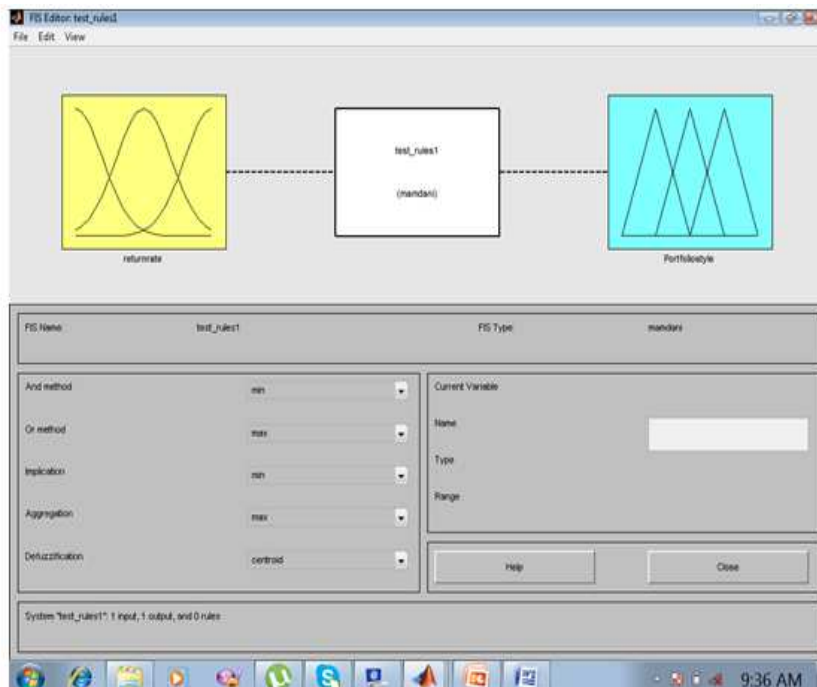 FIS Editor: test_rules1
File Edit View
test_rules1
(mamdani)
returnrate
Portfoliostyle
FIS Name: test_rules1 FIS Type: mamdani
And method min
Or method max
Implication min
Aggregation max
Defuzzification centroid
Current Variable
Name
Type
Range
Help Close
System "test_rules1": 1 input, 1 output, and 0 rules
9:36 AM